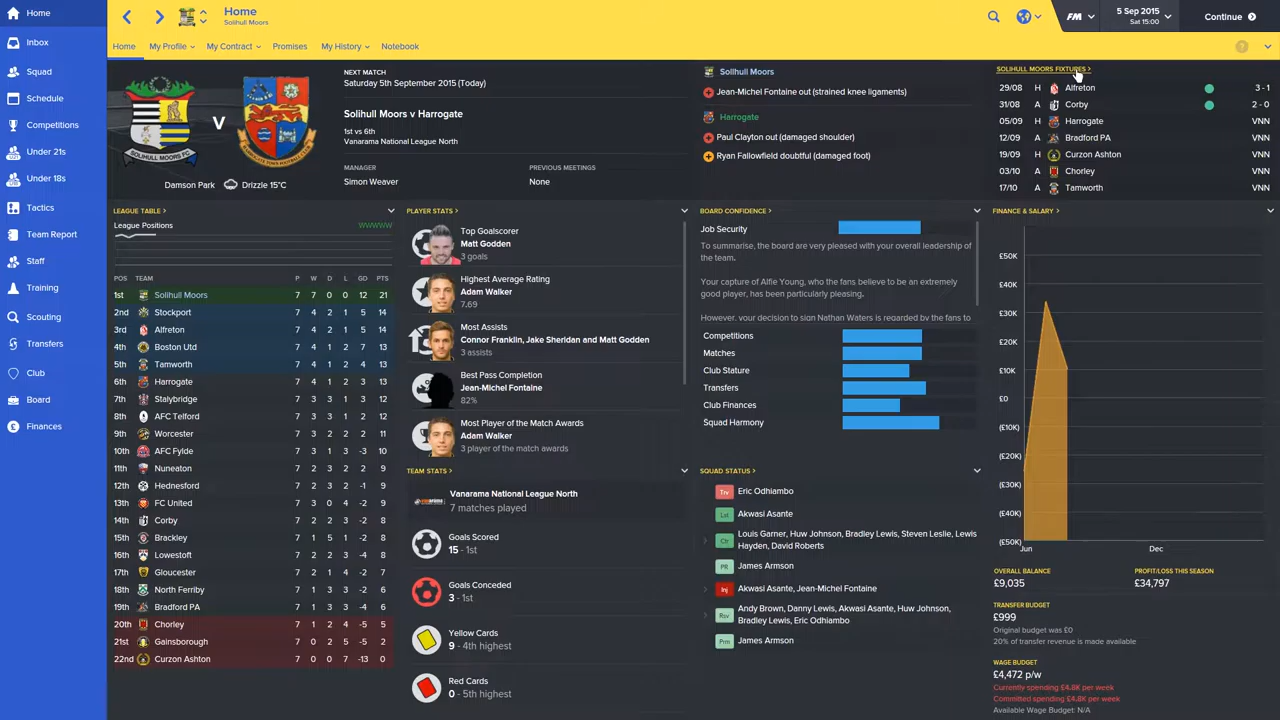 Home
Inbox
Squad
Schedule
Competitions
Under 21s
Under 18s
Tactics
Team Report
Staff
Training
Scouting
Transfers
Club
Board
Finances
Home
Solihull Moors
FM
5 Sep 2015
Sat 15:00
Continue
Home My Profile My Contract Promises My History Notebook
SOLIHULL MOORS FC
V
Damson Park Drizzle 15°C
NEXT MATCH
Saturday 5th September 2015 (Today)
Solihull Moors v Harrogate
1st vs 6th
Vanarama National League North
MANAGER PREVIOUS MEETINGS
Simon Weaver None
Solihull Moors
Jean-Michel Fontaine out (strained knee ligaments)
Harrogate
Paul Clayton out (damaged shoulder)
Ryan Fallowfield doubtful (damaged foot)
SOLIHULL MOORS FIXTURES >
29/08 H Alfreton 3 - 1
31/08 A Corby 2 - 0
05/09 H Harrogate VNN
12/09 A Bradford PA VNN
19/09 H Curzon Ashton VNN
03/10 A Chorley VNN
17/10 A Tamworth VNN
LEAGUE TABLE >
League Positions WWWWW
POS TEAM P W D L GD PTS
1st Solihull Moors 7 7 0 0 12 21
2nd Stockport 7 4 2 1 5 14
3rd Alfreton 7 4 2 1 5 14
4th Boston Utd 7 4 1 2 7 13
5th Tamworth 7 4 1 2 4 13
6th Harrogate 7 4 1 2 3 13
7th Stalybridge 7 3 3 1 3 12
8th AFC Telford 7 3 3 1 2 12
9th Worcester 7 3 2 2 2 11
10th AFC Fylde 7 3 1 3 -3 10
11th Nuneaton 7 2 3 2 2 9
12th Hednesford 7 2 3 2 -1 9
13th FC United 7 3 0 4 -2 9
14th Corby 7 2 2 3 -2 8
15th Brackley 7 1 5 1 -2 8
16th Lowestoft 7 2 2 3 -4 8
17th Gloucester 7 2 1 4 -2 7
18th North Ferriby 7 1 3 3 -2 6
19th Bradford PA 7 1 3 3 -4 6
20th Chorley 7 1 2 4 -5 5
21st Gainsborough 7 0 2 5 -5 2
22nd Curzon Ashton 7 0 0 7 -13 0
PLAYER STATS >
Top Goalscorer
Matt Godden
3 goals
Highest Average Rating
Adam Walker
7.69
Most Assists
Connor Franklin, Jake Sheridan and Matt Godden
3 assists
Best Pass Completion
Jean-Michel Fontaine
82%
Most Player of the Match Awards
Adam Walker
3 player of the match awards
TEAM STATS >
Vanarama National League North
7 matches played
Goals Scored
15 - 1st
Goals Conceded
3 - 1st
Yellow Cards
9 - 4th highest
Red Cards
0 - 5th highest
BOARD CONFIDENCE >
Job Security
To summarise, the board are very pleased with your overall leadership of
the team.
Your capture of Alfie Young, who the fans believe to be an extremely
good player, has been particularly pleasing.
However, your decision to sign Nathan Waters is regarded by the fans to
Competitions
Matches
Club Stature
Transfers
Club Finances
Squad Harmony
SQUAD STATUS >
Trv Eric Odhiambo
Lst Akwasi Asante
Ctr Louis Garner, Huw Johnson, Bradley Lewis, Steven Leslie, Lewis
Hayden, David Roberts
PR James Armson
Inj Akwasi Asante, Jean-Michel Fontaine
Rsv Andy Brown, Danny Lewis, Akwasi Asante, Huw Johnson,
Bradley Lewis, Eric Odhiambo
Prm James Armson
FINANCE & SALARY >
£50K
£40K
£30K
£20K
£10K
£0
(£10K)
(£20K)
(£30K)
(£40K)
(£50K)
Jun Dec
OVERALL BALANCE PROFIT/LOSS THIS SEASON
£9,035 £34,797
TRANSFER BUDGET
£999
Original budget was £0
20% of transfer revenue is made available
WAGE BUDGET
£4,472 p/w
Currently spending £4.8K per week
Committed spending £4.8K per week
Available Wage Budget: N/A